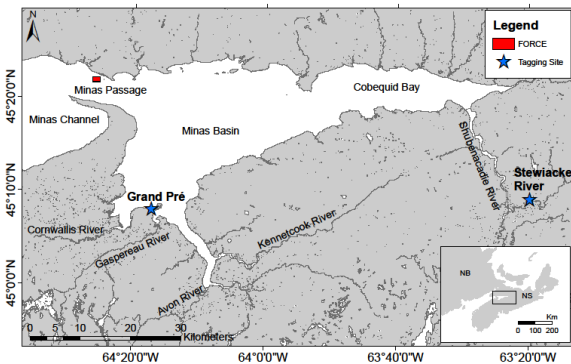 N
Legend
FORCE
Tagging Site
45°20'0"N
45°10'0"N
45°0'0"N
Minas Passage
Cobequid Bay
Minas Channel
Minas Basin
Shubenacadie River
Stewiacke
River
Grand Pré
Cornwallis River
Gaspereau River
Kennetcook River
Avon River
NB
NS
Km
0 100 200
0 5 10 20 30
Kilometers
64°20'0"W
64°0'0"W
63°40'0"W
63°20'0"W